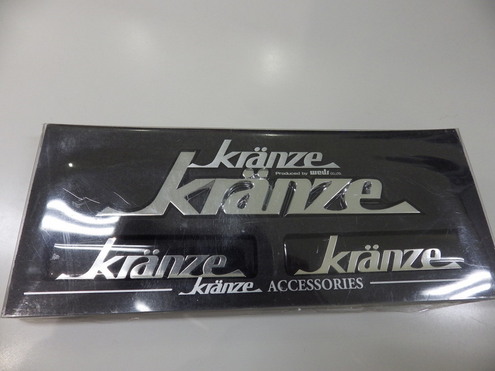 kränze
Produced by weds
kränze
kränze kränze
kränze ACCESSORIES